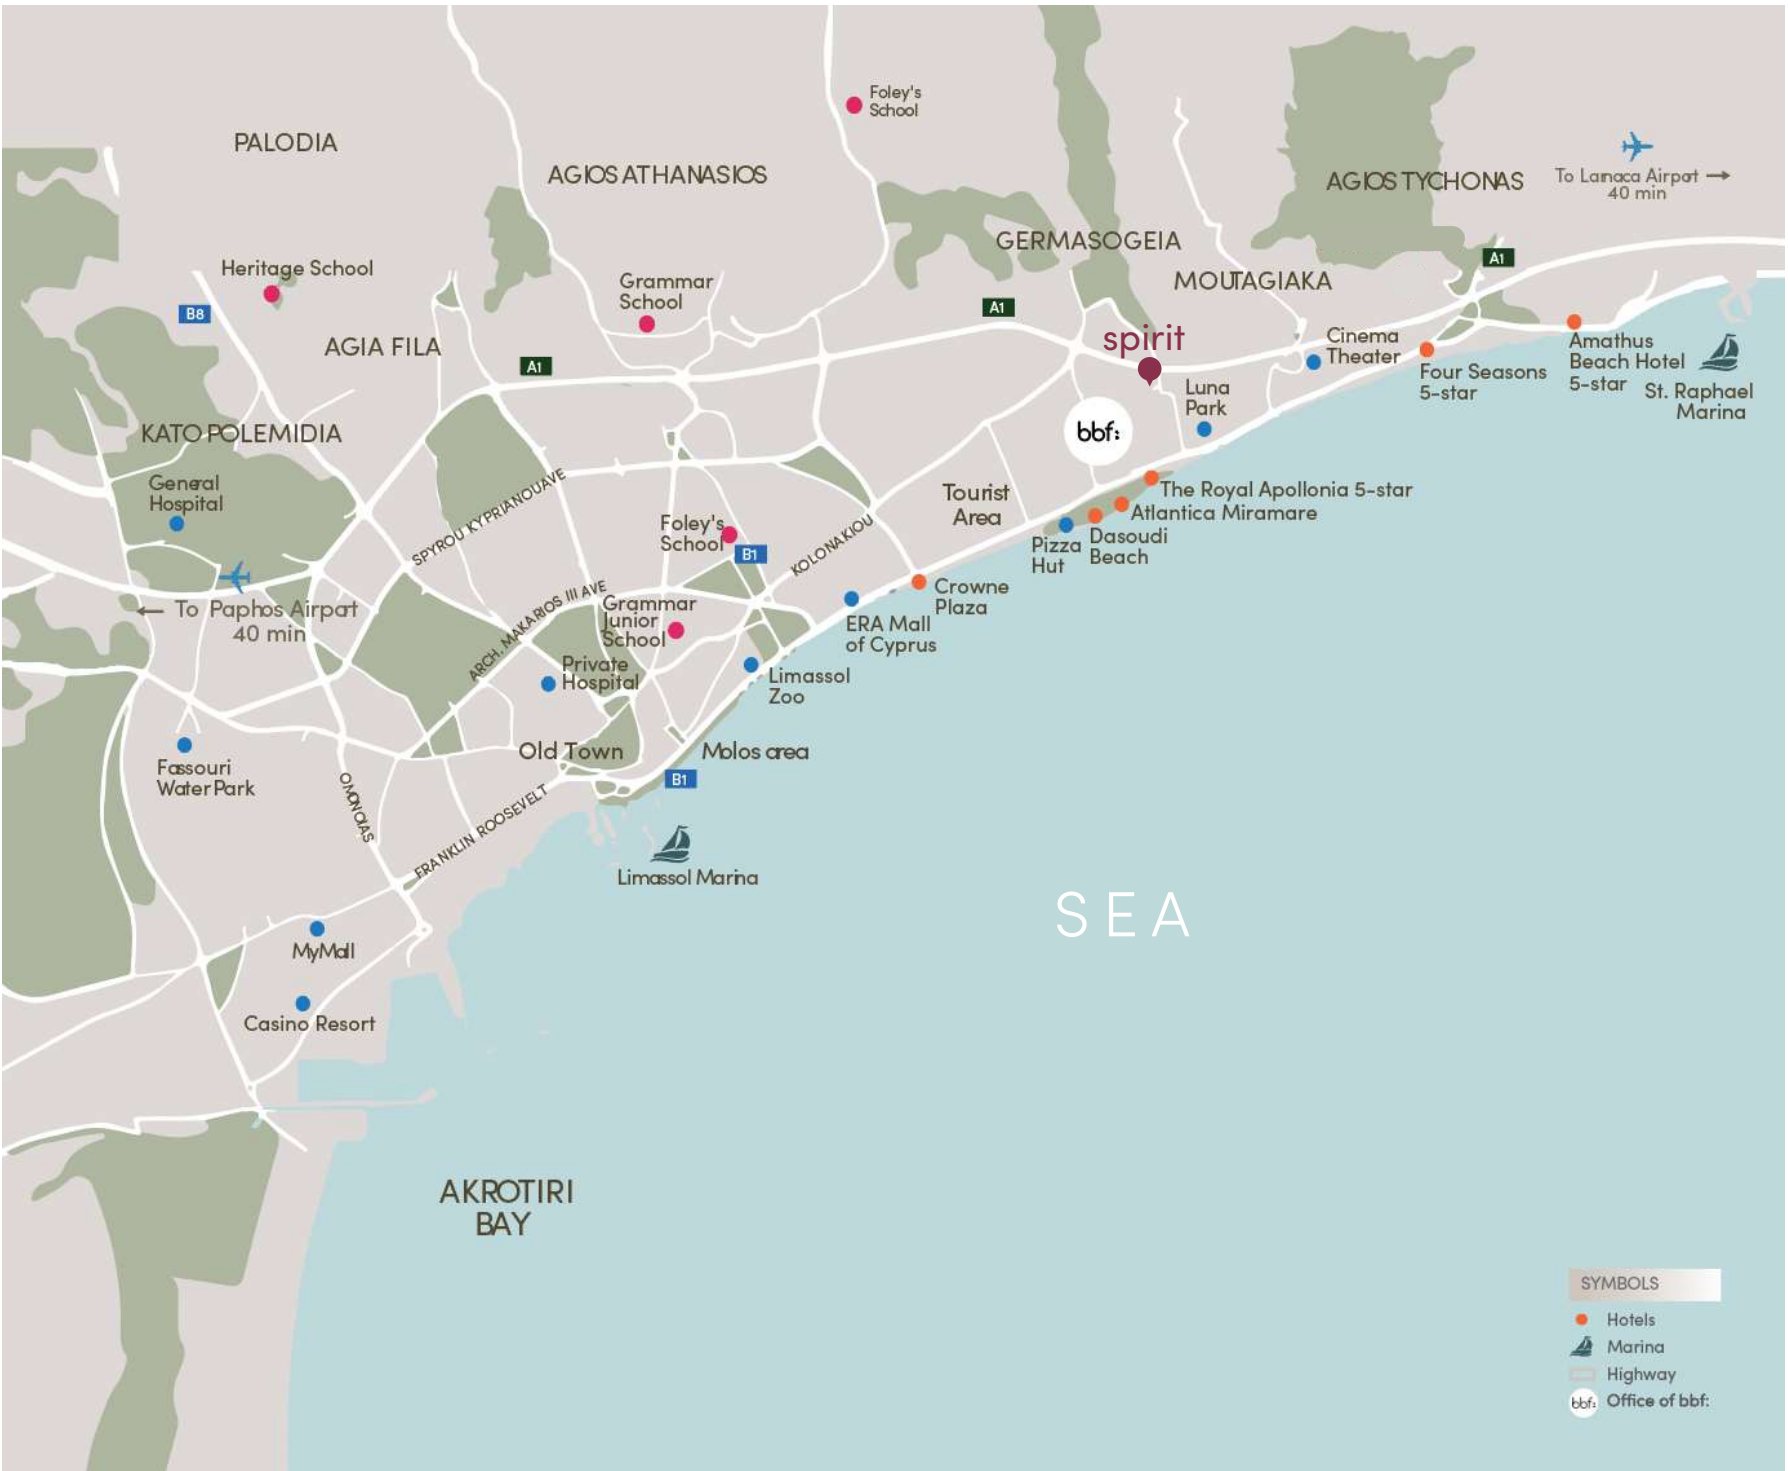 Foley's
School
PALODIA
AGIOS ATHANASIOS
AGIOS TYCHONAS
To Larnaca Airport →
40 min
GERMASOGEIA
MOUTAGIAKA
A1
Heritage School
Grammar
School
B8
A1
AGIA FILA
A1
spirit
Cinema
Theater
Amathus
Beach Hotel
5-star
Four Seasons
5-star
St. Raphael
Marina
Luna
Park
bbf:
KATO POLEMIDIA
General
Hospital
SPYROU KYPRIANOU AVE
Tourist
Area
The Royal Apollonia 5-star
Atlantica Miramare
Dasoudi
Beach
Pizza
Hut
Foley's
School
B1
KOLONAKIOU
Crowne
Plaza
ERA Mall
of Cyprus
← To Paphos Airport
40 min
ARCH. MAKARIOS III AVE
Grammar
Junior
School
Private
Hospital
Limassol
Zoo
Old Town
Molos area
B1
Fassouri
Water Park
OMONOIAS
FRANKLIN ROOSEVELT
Limassol Marina
SEA
MyMall
Casino Resort
AKROTIRI
BAY
SYMBOLS
Hotels
Marina
Highway
bbf: Office of bbf: